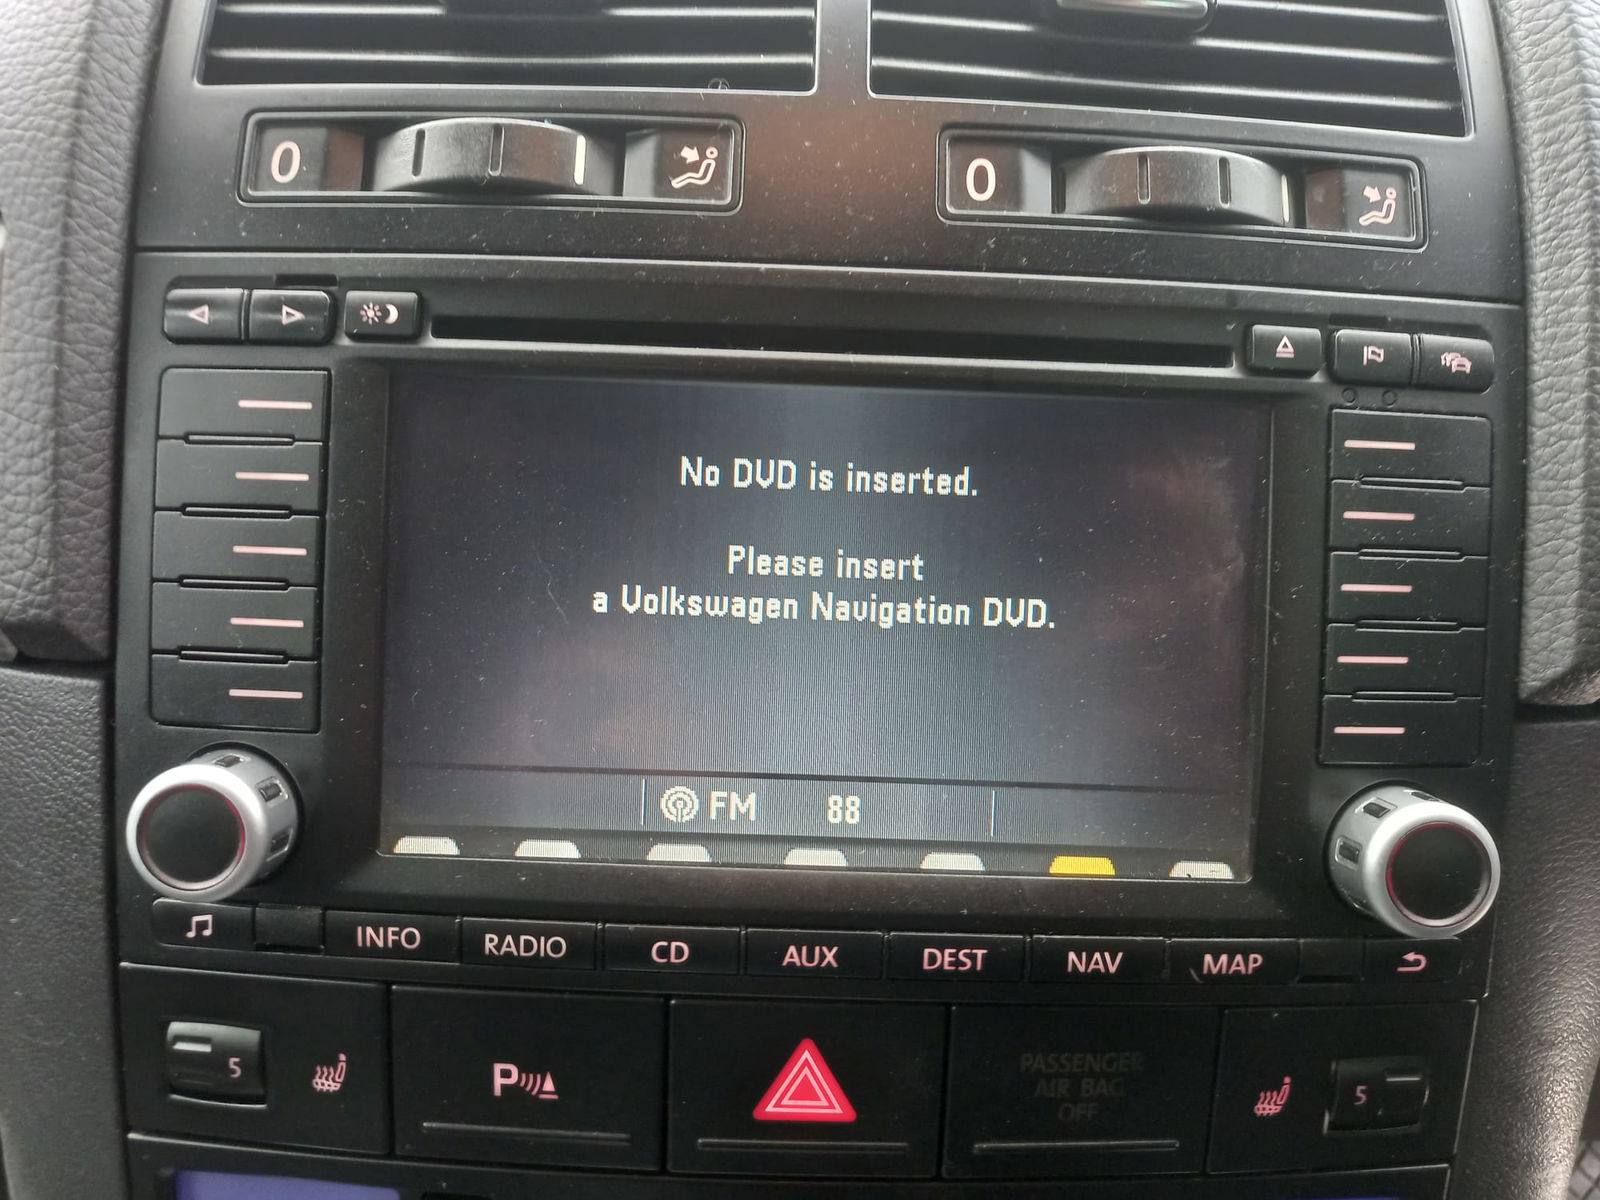 0
0
No DVD is inserted.
Please insert
a Volkswagen Navigation DVD.
FM 88
INFO RADIO CD AUX DEST NAV MAP
5 P 5
PASSENGER
AIR BAG
OFF